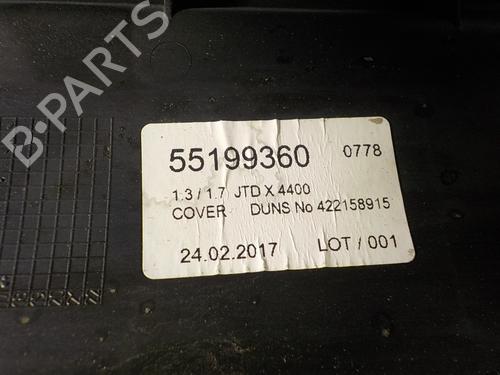 B-PARTS
55199360 0778
1.3 / 1.7 JTD X 4400
COVER DUNS No 422158915
24.02.2017 LOT / 001